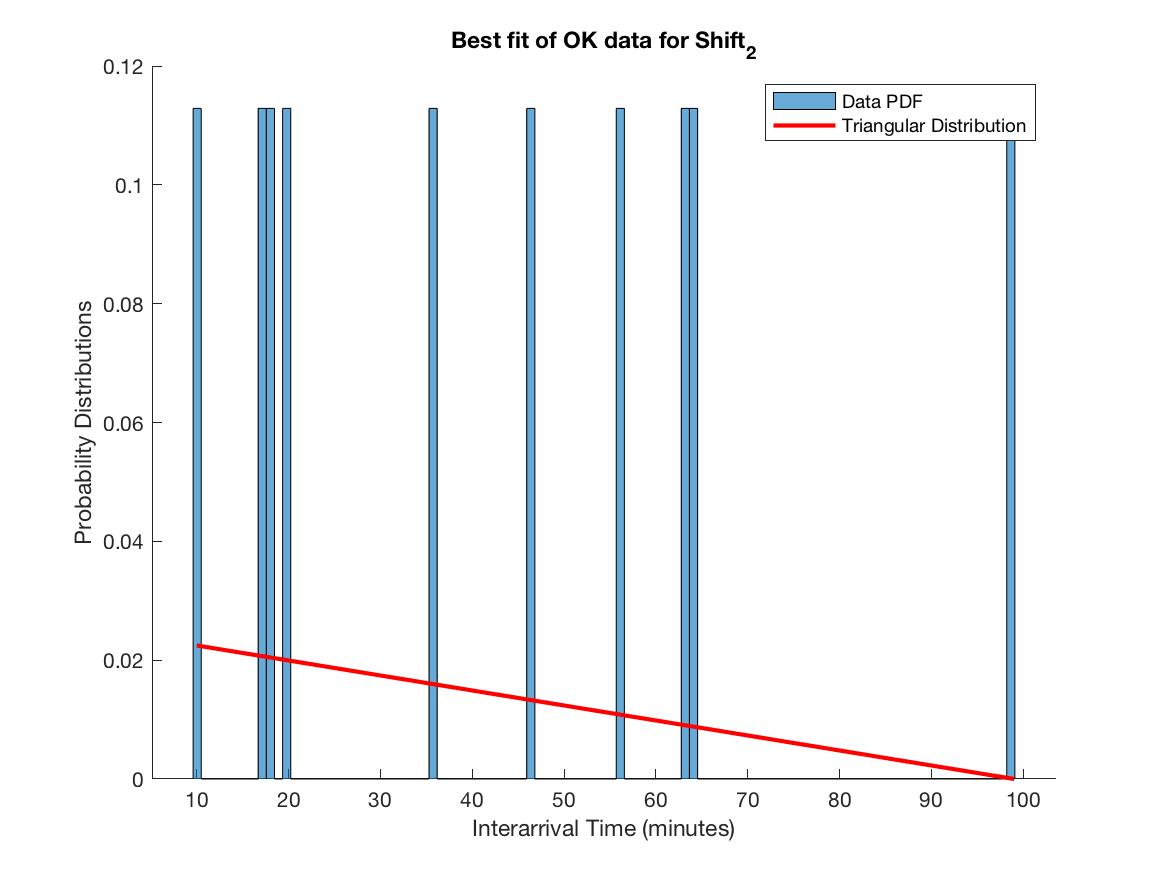 Best fit of OK data for Shift2
Data PDF
Triangular Distribution
0.12
0.1
0.08
0.06
0.04
0.02
0
Probability Distributions
10 20 30 40 50 60 70 80 90 100
Interarrival Time (minutes)